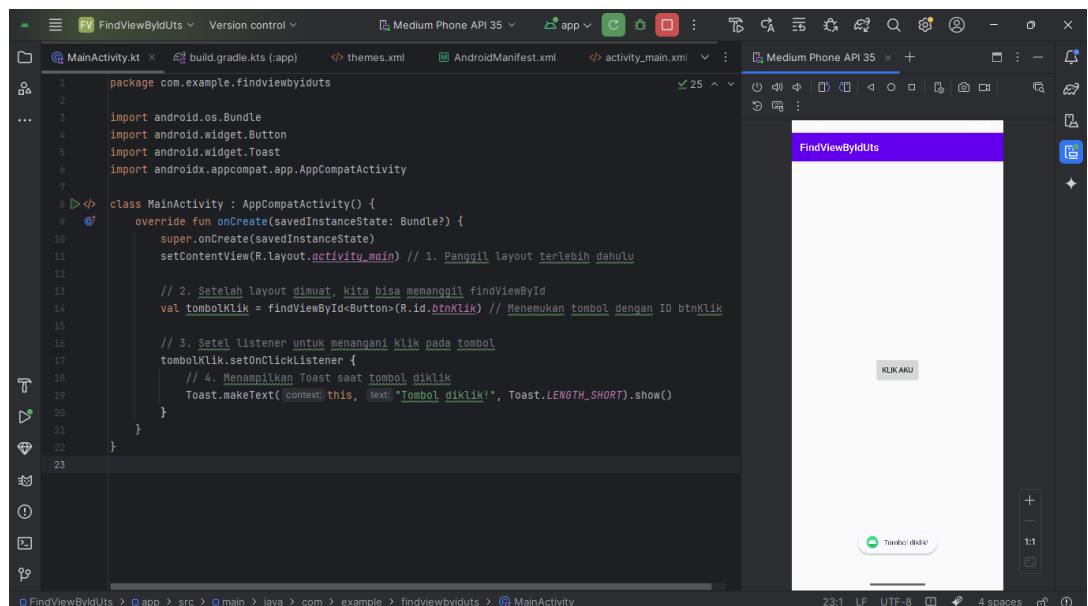 FV FindViewByIdUts Version control Medium Phone API 35 app
MainActivity.kt build.gradle.kts (:app) themes.xml AndroidManifest.xml activity_main.xml Medium Phone API 35
1 package com.example.findviewbyiduts 25
2
3 import android.os.Bundle
4 import android.widget.Button
5 import android.widget.Toast
6 import androidx.appcompat.app.AppCompatActivity
7
8 class MainActivity : AppCompatActivity() {
9 override fun onCreate(savedInstanceState: Bundle?) {
10 super.onCreate(savedInstanceState)
11 setContentView(R.layout.activity_main) // 1. Panggil layout terlebih dahulu
12
13 // 2. Setelah layout dimuat, kita bisa memanggil findViewById
14 val tombolKlik = findViewById<Button>(R.id.btnKlik) // Menemukan tombol dengan ID btnKlik
15
16 // 3. Setel listener untuk menangani klik pada tombol
17 tombolKlik.setOnClickListener {
18 // 4. Menampilkan Toast saat tombol diklik
19 Toast.makeText( context: this, text: "Tombol diklik!", Toast.LENGTH_SHORT).show()
20 }
21 }
22 }
23
FindViewByIdUts
KLIK AKU
Tombol diklik!
1:1
FindViewByIdUts > app > src > main > java > com > example > findviewbyiduts > MainActivity 23:1 LF UTF-8 4 spaces